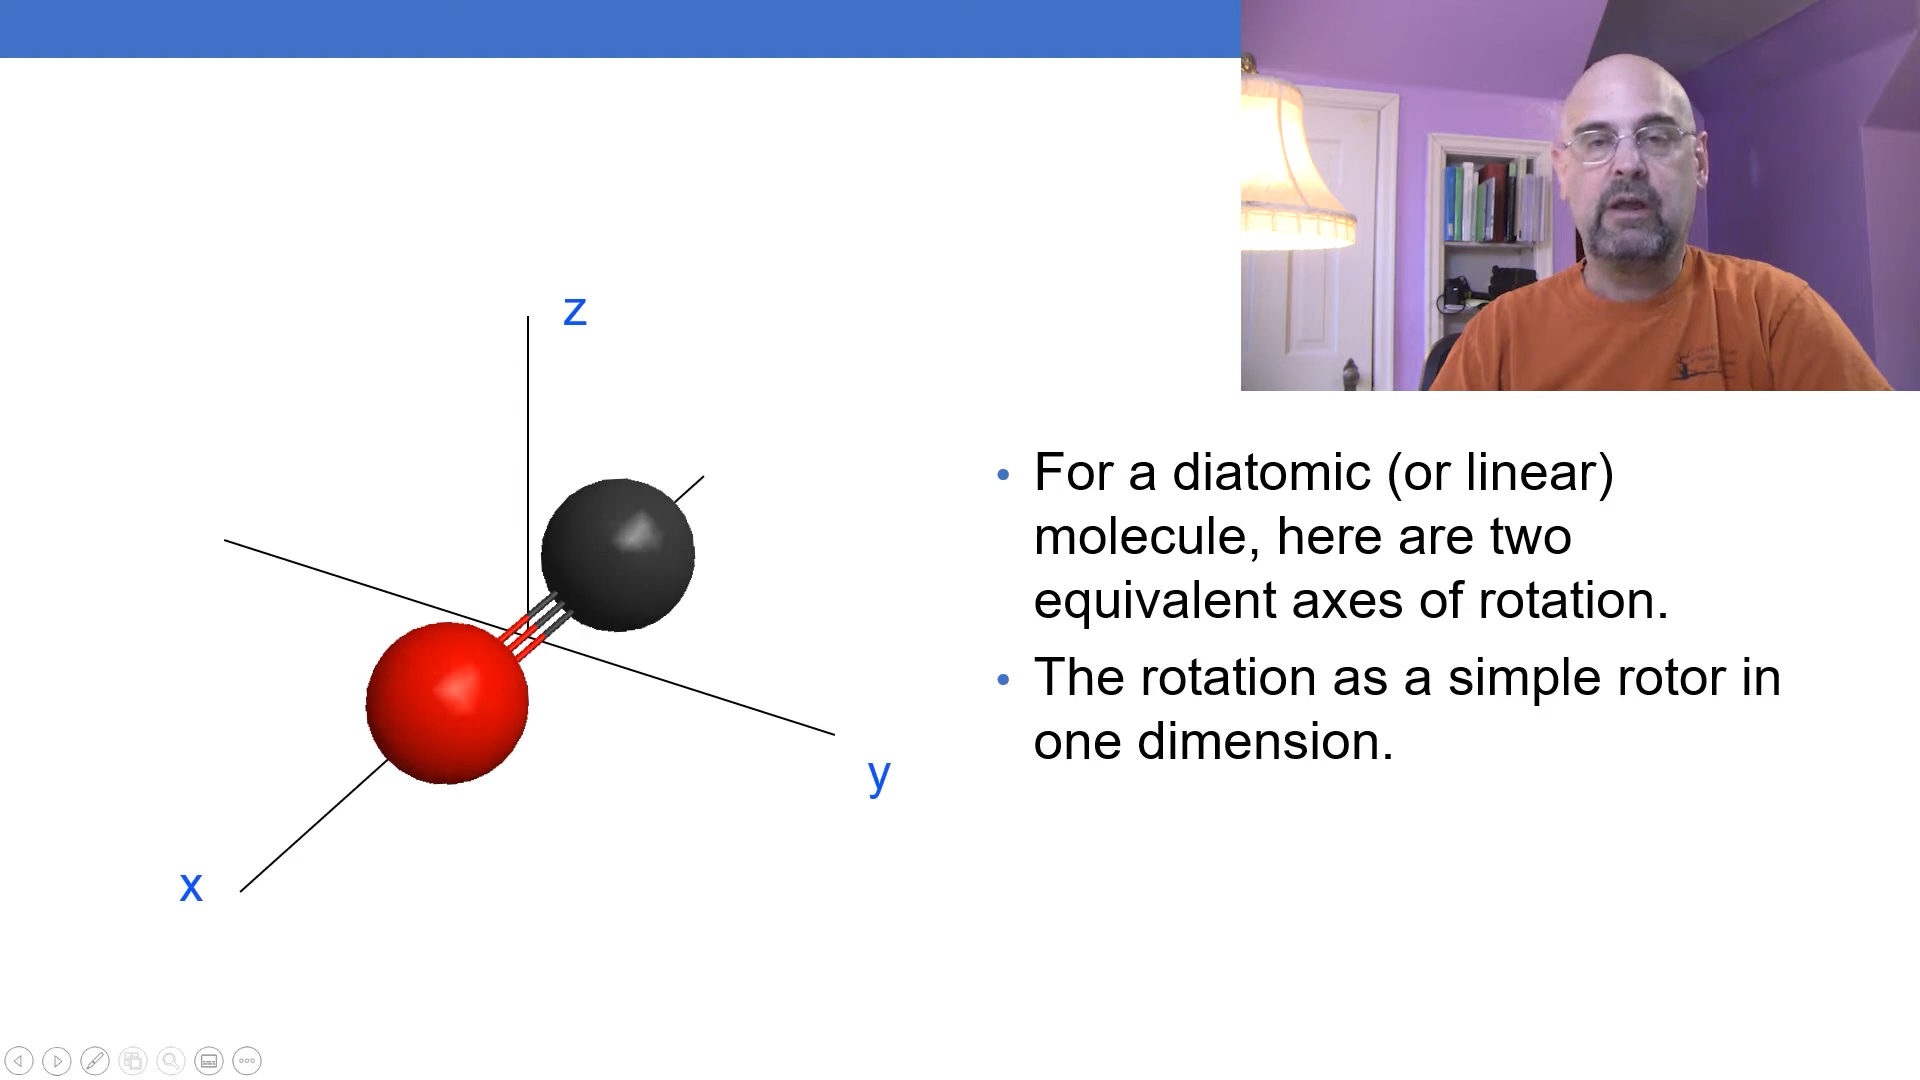 z
y
x
• For a diatomic (or linear)
molecule, here are two
equivalent axes of rotation.
• The rotation as a simple rotor in
one dimension.